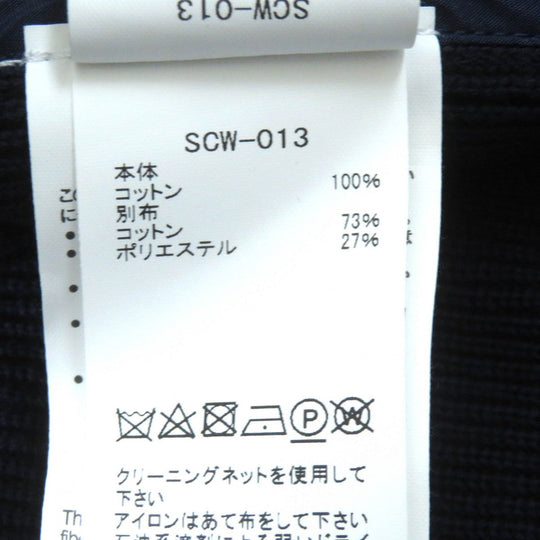 SCW-013
SCW-013
本体
コットン 100%
別布
コットン 73%
ポリエステル 27%
P
W
クリーニングネットを使用して
下さい
アイロンはあて布をして下さい
Th